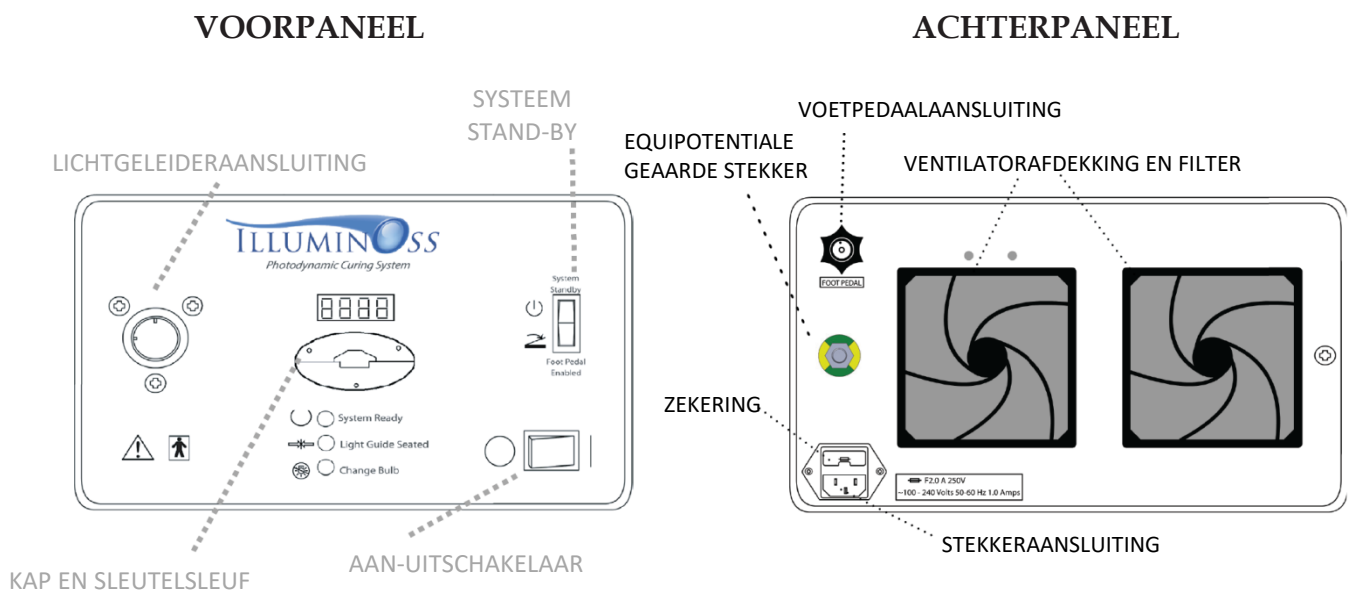 VOORPANEEL
SYSTEEM
STAND-BY
LICHTGELEIDERAANSLUITING
ILLUMINOSS
Photodynamic Curing System
System
Standby
8888
Foot Pedal
Enabled
System Ready
Light Guide Seated
Change Bulb
KAP EN SLEUTELSLEUF
AAN-UITSCHAKELAAR
ACHTERPANEEL
VOETPEDAALAANSLUITING
EQUIPOTENTIALE
GEAARDE STEKKER
VENTILATORAFDEKKING EN FILTER
FOOT PEDAL
ZEKERING
F2.0 A 250V
~100 - 240 Volts 50-60 Hz 1.0 Amps
STEKKERAANSLUITING